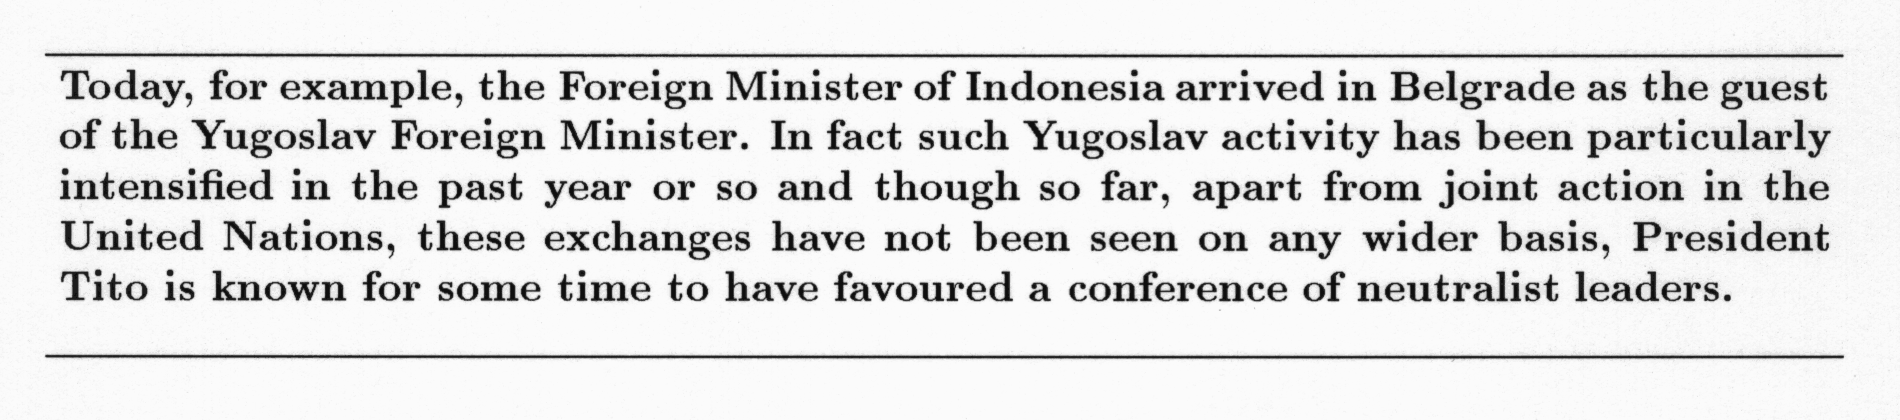 Today, for example, the Foreign Minister of Indonesia arrived in Belgrade as the guest
of the Yugoslav Foreign Minister. In fact such Yugoslav activity has been particularly
intensified in the past year or so and though so far, apart from joint action in the
United Nations, these exchanges have not been seen on any wider basis, President
Tito is known for some time to have favoured a conference of neutralist leaders.